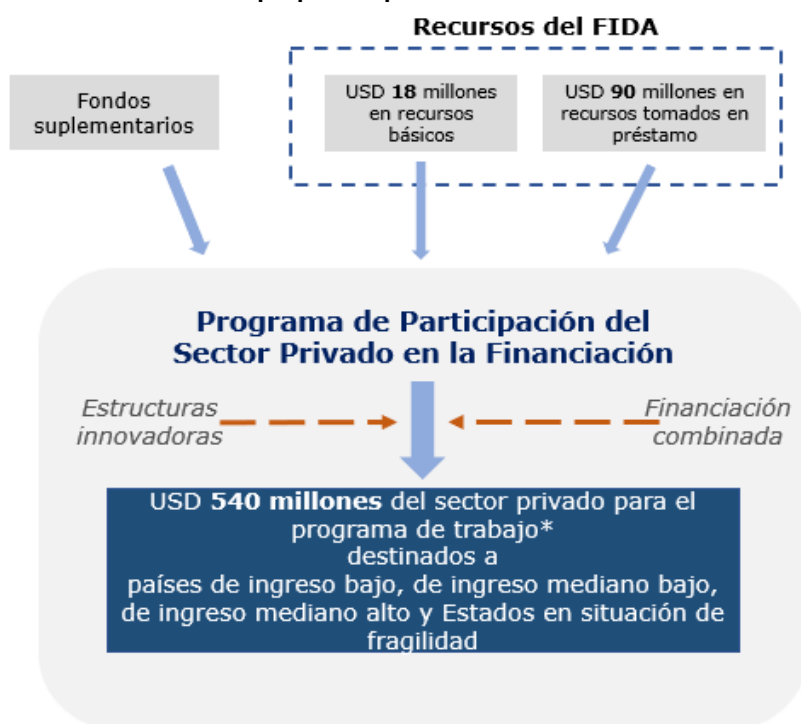 Recursos del FIDA
Fondos
suplementarios
USD 18 millones
en recursos
básicos
USD 90 millones en
recursos tomados en
préstamo
Programa de Participación del
Sector Privado en la Financiación
Estructuras
innovadoras
Financiación
combinada
USD 540 millones del sector privado para el
programa de trabajo*
destinados a
países de ingreso bajo, de ingreso mediano bajo,
de ingreso mediano alto y Estados en situación de
fragilidad